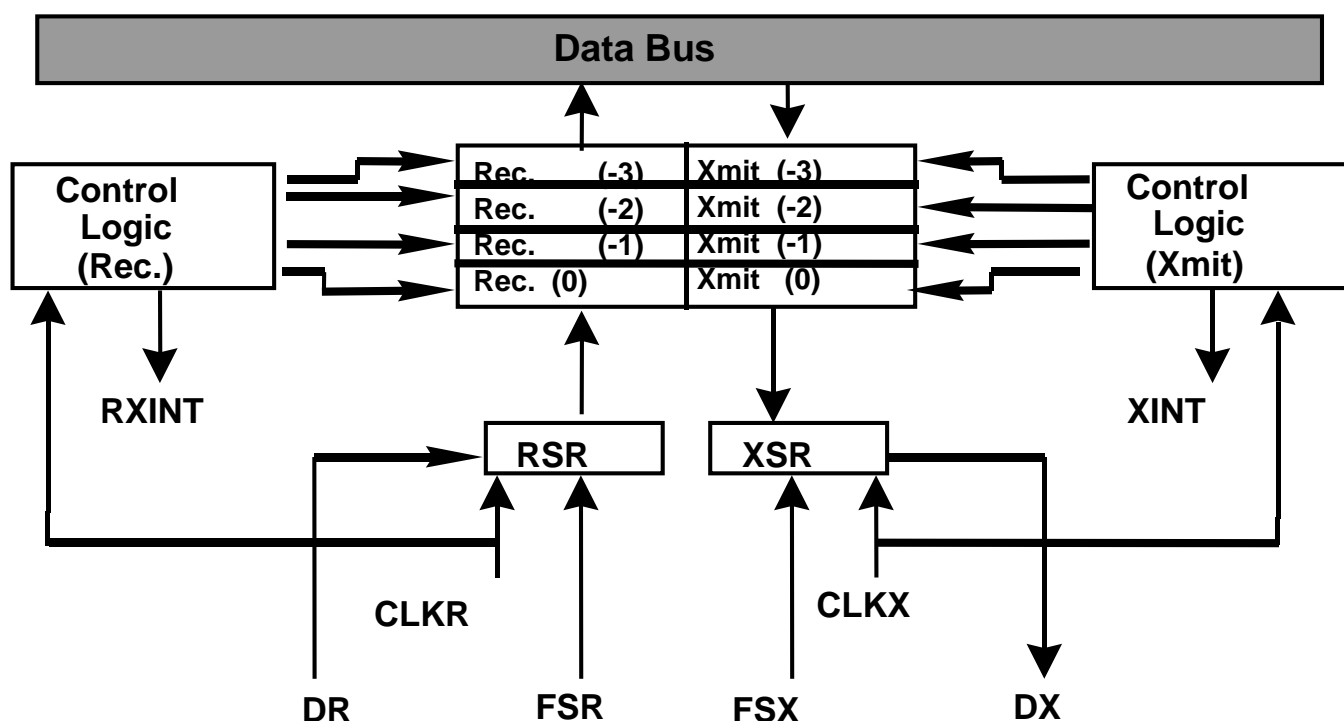 Data Bus
Control
Logic
(Rec.)
Rec. (-3)
Xmit (-3)
Rec. (-2)
Xmit (-2)
Rec. (-1)
Xmit (-1)
Rec. (0)
Xmit (0)
Control
Logic
(Xmit)
RXINT
XINT
RSR
XSR
CLKR
CLKX
DR
FSR
FSX
DX